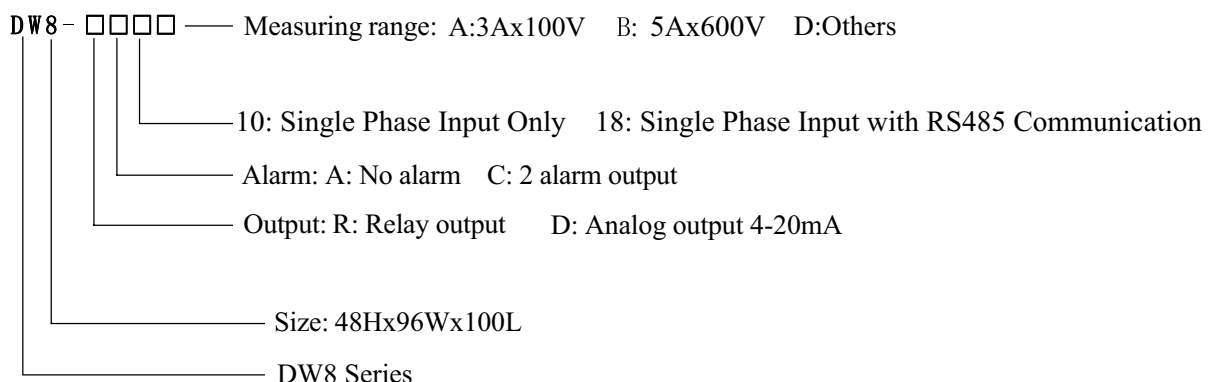 DW8-□□□□ Measuring range: A:3Ax100V B: 5Ax600V D:Others
10: Single Phase Input Only 18: Single Phase Input with RS485 Communication
Alarm: A: No alarm C: 2 alarm output
Output: R: Relay output D: Analog output 4-20mA
Size: 48Hx96Wx100L
DW8 Series